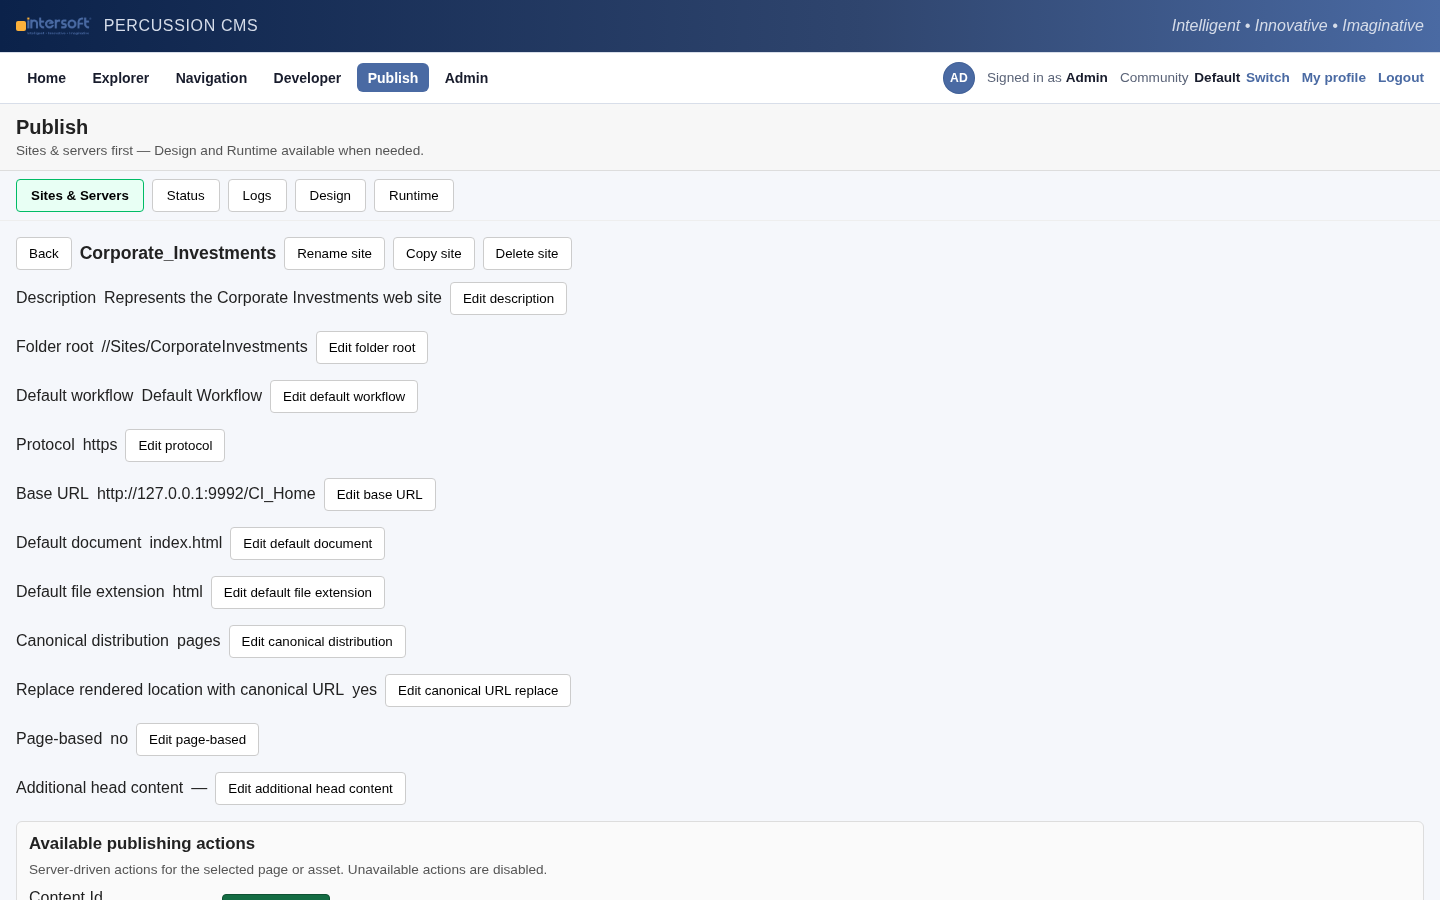 intersoft PERCUSSION CMS Intelligent • Innovative • Imaginative
Home Explorer Navigation Developer Publish Admin AD Signed in as Admin Community Default Switch My profile Logout
Publish
Sites & servers first — Design and Runtime available when needed.
Sites & Servers Status Logs Design Runtime
Back Corporate_Investments Rename site Copy site Delete site
Description Represents the Corporate Investments web site Edit description
Folder root //Sites/CorporateInvestments Edit folder root
Default workflow Default Workflow Edit default workflow
Protocol https Edit protocol
Base URL http://127.0.0.1:9992/CI_Home Edit base URL
Default document index.html Edit default document
Default file extension html Edit default file extension
Canonical distribution pages Edit canonical distribution
Replace rendered location with canonical URL yes Edit canonical URL replace
Page-based no Edit page-based
Additional head content — Edit additional head content
Available publishing actions
Server-driven actions for the selected page or asset. Unavailable actions are disabled.
Content Id